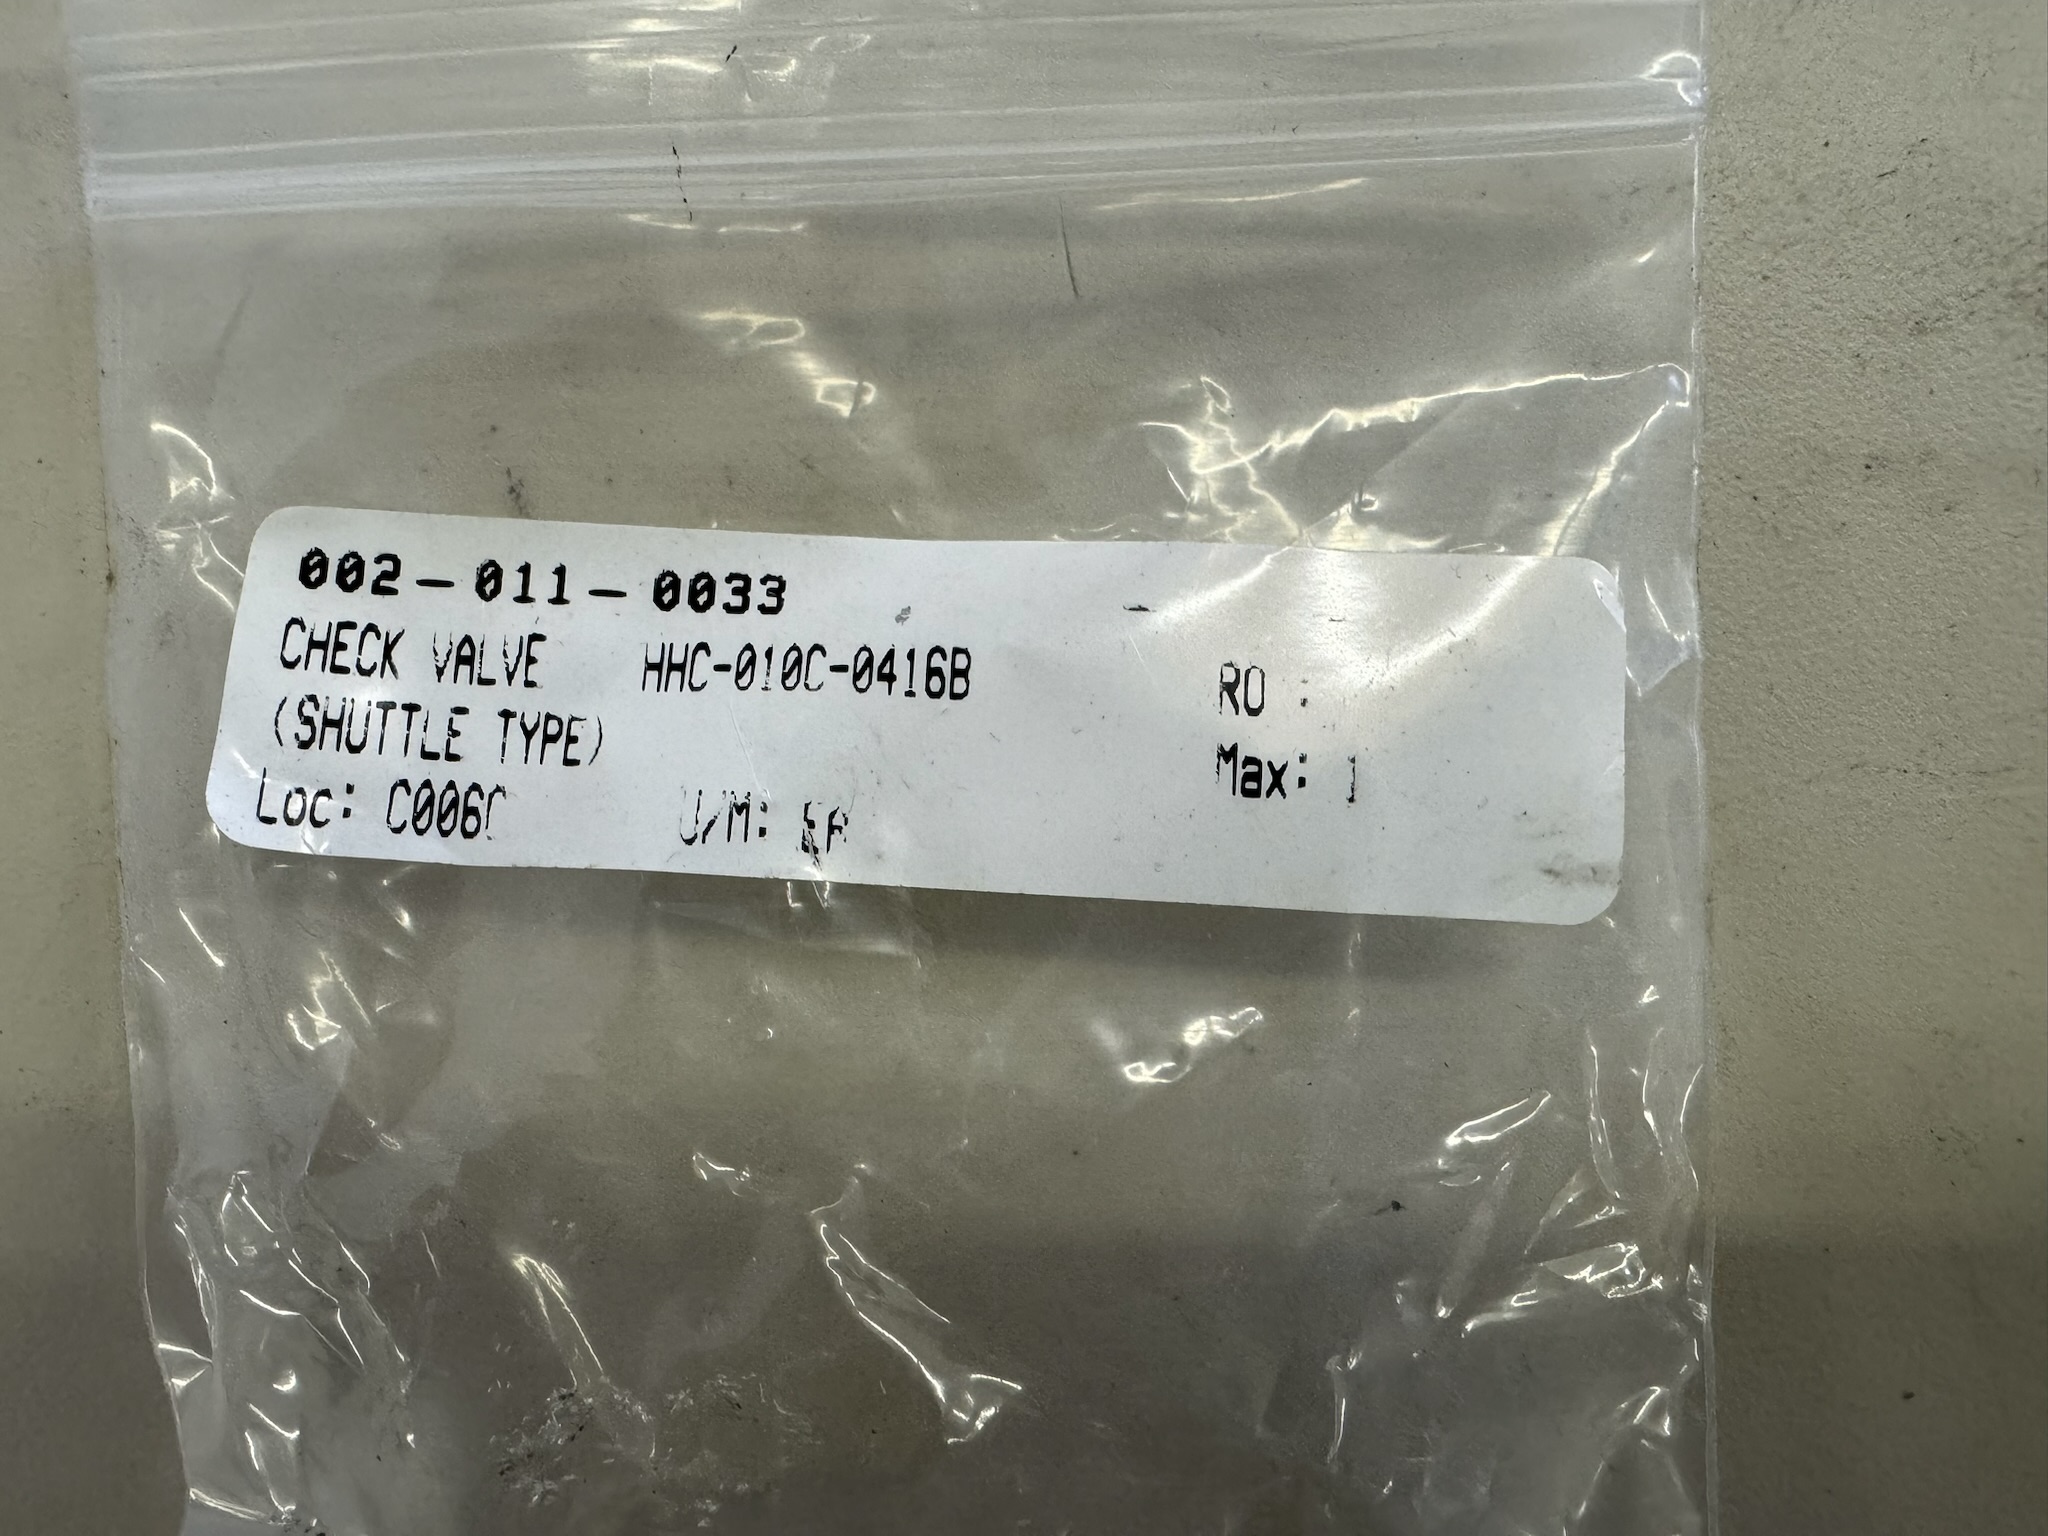 002-011-0033
CHECK VALVE HHC-010C-0416B
(SHUTTLE TYPE) RO :
Loc: C006C U/M: EA Max: 1